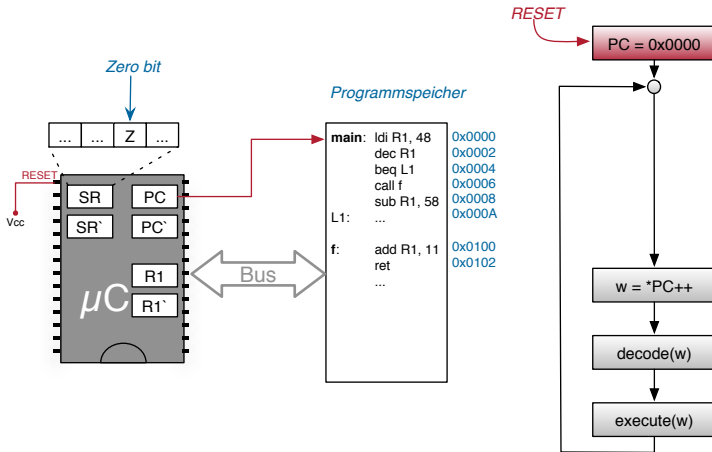 RESET
PC = 0x0000
Zero bit
Programmspeicher
... ... Z ...
main: ldi R1, 48 0x0000
dec R1 0x0002
beq L1 0x0004
call f 0x0006
sub R1, 58 0x0008
L1: ... 0x000A
f: add R1, 11 0x0100
ret 0x0102
...
RESET
Vcc
SR PC
SR` PC`
R1
R1`
µC
Bus
w = *PC++
decode(w)
execute(w)